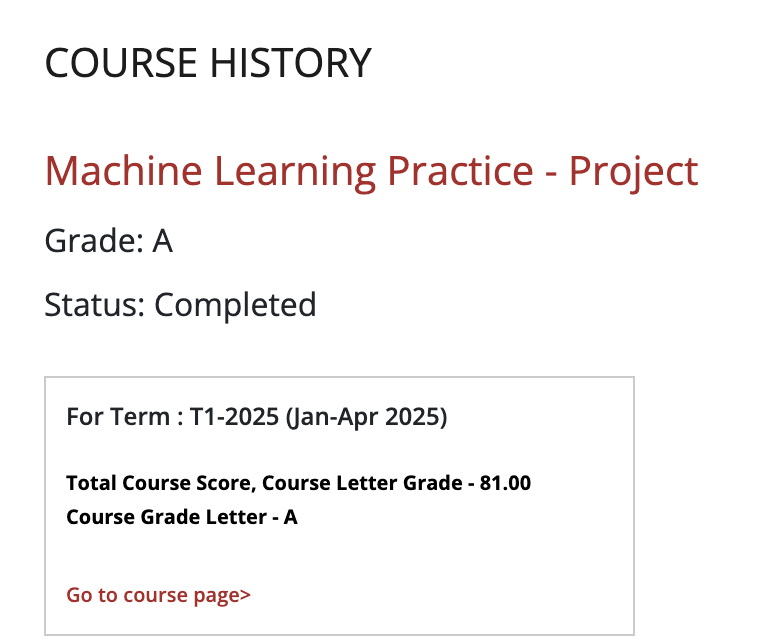 COURSE HISTORY
Machine Learning Practice - Project
Grade: A
Status: Completed
For Term : T1-2025 (Jan-Apr 2025)
Total Course Score, Course Letter Grade - 81.00
Course Grade Letter - A
Go to course page>